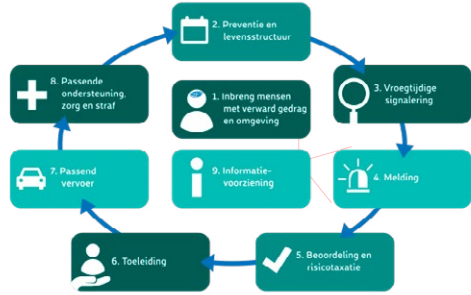 2. Preventie en
levensstructuur
8. Passende
ondersteuning,
zorg en straf
1. Inbreng mensen
met verward gedrag
en omgeving
3. Vroegtijdige
signalering
7. Passend
vervoer
9. Informatie-
voorziening
4. Melding
6. Toeleiding
5. Beoordeling en
risicotaxatie